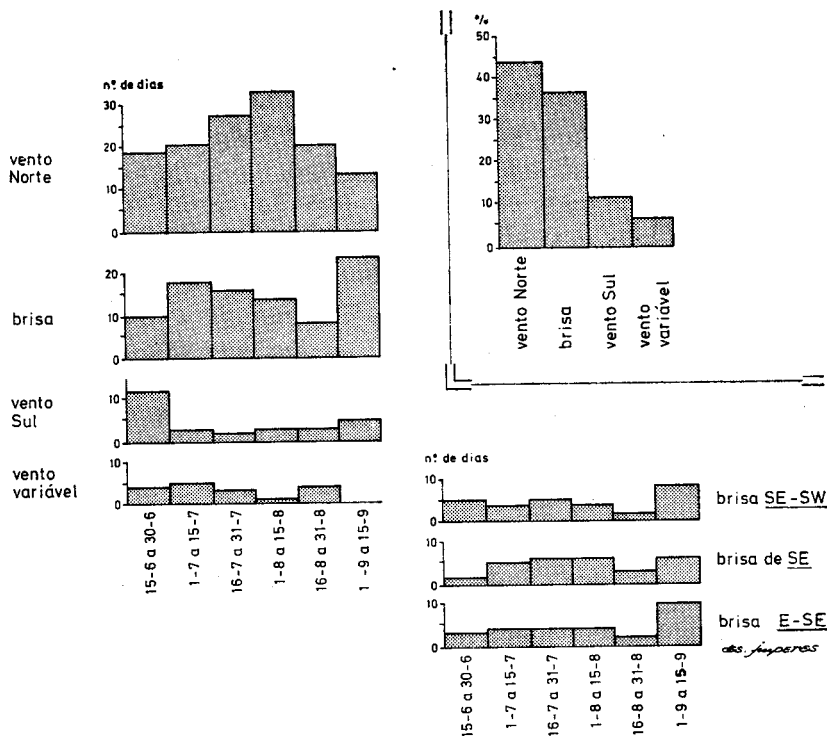 nº de dias
30
20
10
0
vento
Norte
20
10
0
brisa
10
0
vento
Sul
10
0
vento
variável
15-6 a 30-6
1-7 a 15-7
16-7 a 31-7
1-8 a 15-8
16-8 a 31-8
1-9 a 15-9
%
50
40
30
20
10
0
vento Norte
brisa
vento Sul
vento
variável
nº de dias
10
0
brisa SE-SW
10
0
brisa de SE
10
0
brisa E-SE
15-6 a 30-6
1-7 a 15-7
16-7 a 31-7
1-8 a 15-8
16-8 a 31-8
1-9 a 15-9